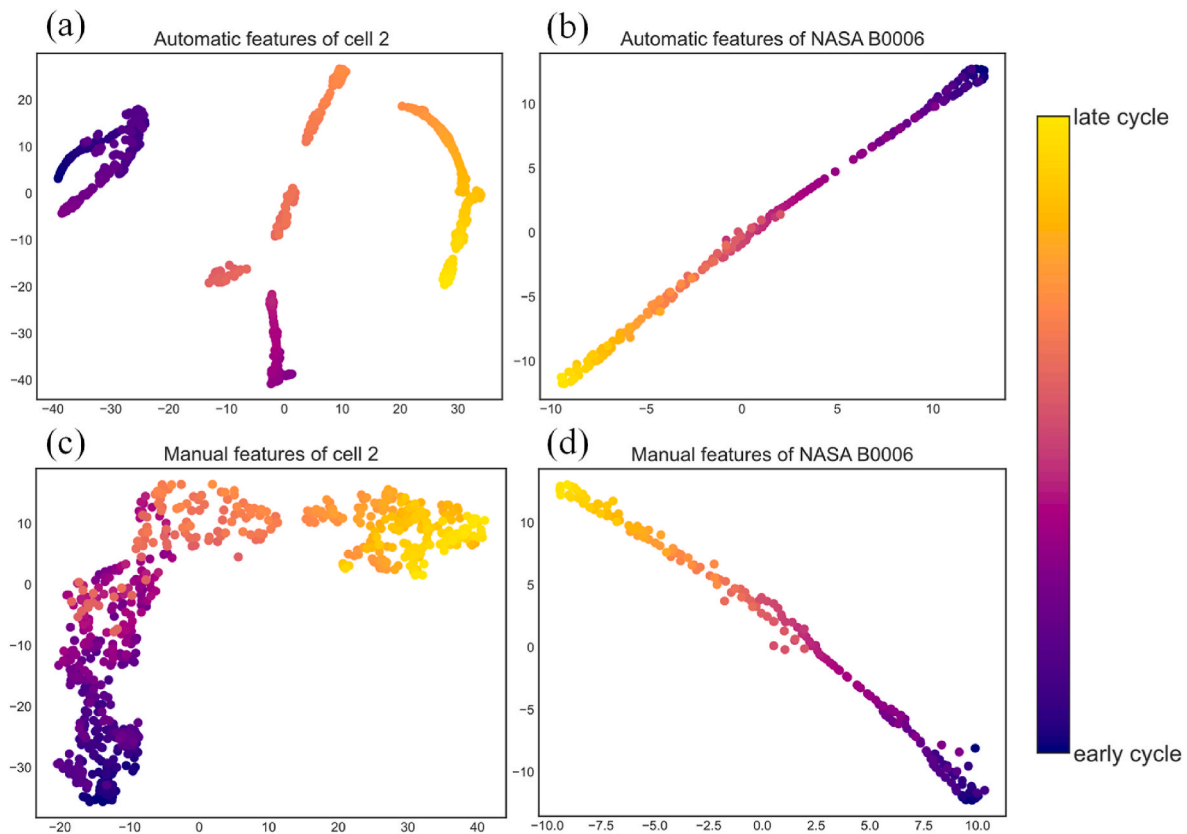 (a)
Automatic features of cell 2
20
10
0
−10
−20
−30
−40
−40 −30 −20 −10 0 10 20 30
(b)
Automatic features of NASA B0006
10
5
0
−5
−10
−10 −5 0 5 10
late cycle
early cycle
(c)
Manual features of cell 2
10
0
−10
−20
−30
−20 −10 0 10 20 30 40
(d)
Manual features of NASA B0006
10
5
0
−5
−10
−10.0 −7.5 −5.0 −2.5 0.0 2.5 5.0 7.5 10.0